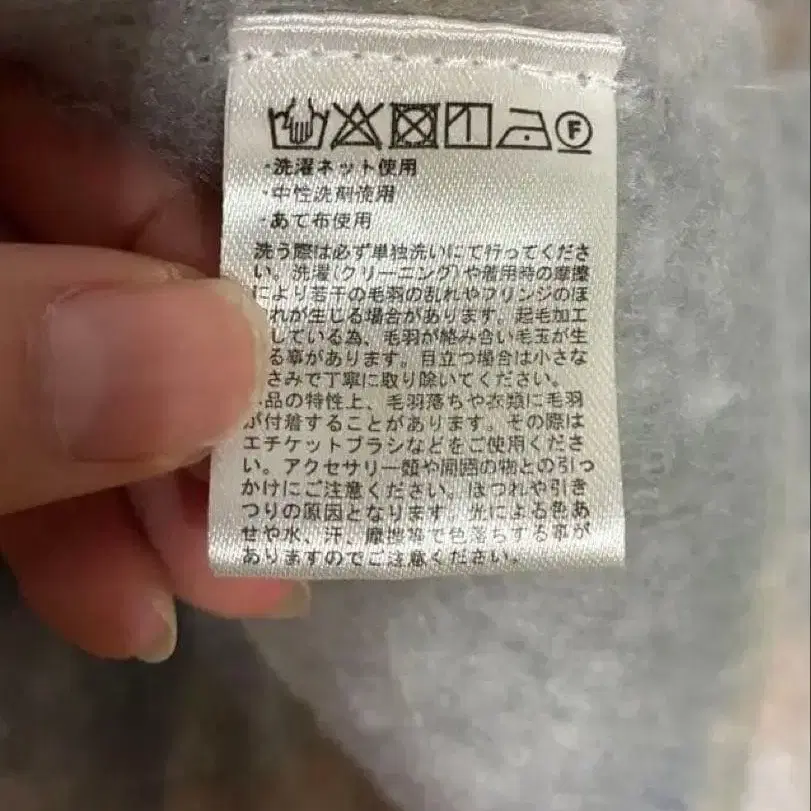 F
・洗濯ネット使用
・中性洗剤使用
・あて布使用
洗う際は必ず単独洗いにて行ってくださ
い。洗濯(クリーニング)や着用時の摩擦
により若干の毛羽の乱れやフリンジのほ
れが生じる場合があります。起毛加工
している為、毛羽が絡み合い毛玉が生
る事があります。目立つ場合は小さな
さみで丁寧に取り除いてください。
品の特性上、毛羽落ちや衣類に毛羽
が付着することがあります。その際は
エチケットブラシなどをご使用くださ
い。アクセサリー類や周囲の物との引っ
かけにご注意ください。ほつれや引き
つりの原因となります。光による色あ
せや水、汗、摩擦等で色落ちする事が
ありますのでご注意ください。